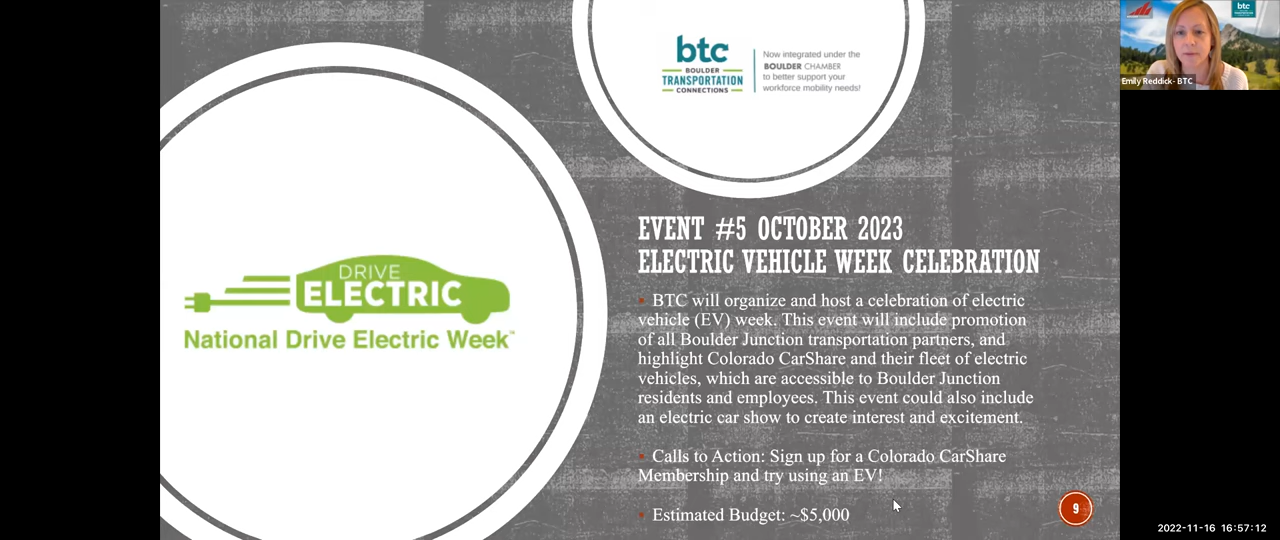 btc
BOULDER
TRANSPORTATION
CONNECTIONS
Now integrated under the
BOULDER CHAMBER
to better support your
workforce mobility needs!
btc
Emily Reddick- BTC
DRIVE
ELECTRIC
National Drive Electric Week™
EVENT #5 OCTOBER 2023
ELECTRIC VEHICLE WEEK CELEBRATION
▪ BTC will organize and host a celebration of electric
vehicle (EV) week. This event will include promotion
of all Boulder Junction transportation partners, and
highlight Colorado CarShare and their fleet of electric
vehicles, which are accessible to Boulder Junction
residents and employees. This event could also include
an electric car show to create interest and excitement.
▪ Calls to Action: Sign up for a Colorado CarShare
Membership and try using an EV!
▪ Estimated Budget: ~$5,000
9
2022-11-16 16:57:12